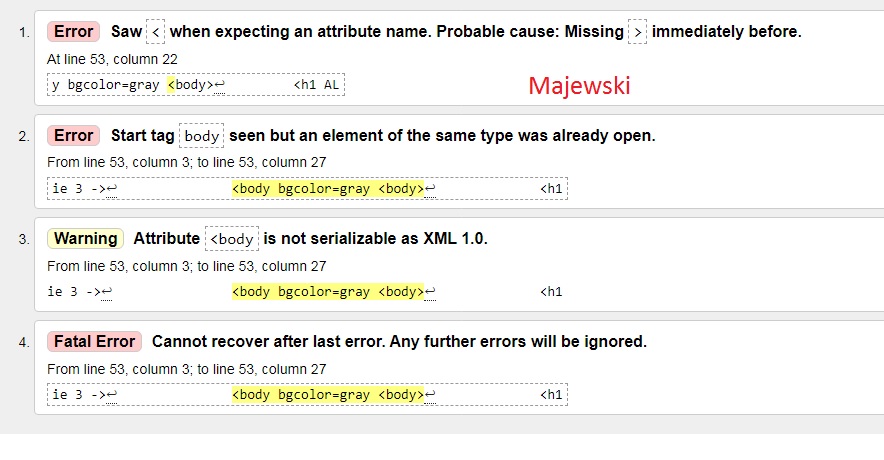 1. Error Saw < when expecting an attribute name. Probable cause: Missing > immediately before.
At line 53, column 22
y bgcolor=gray <body>↩ <h1 AL
Majewski
2. Error Start tag body seen but an element of the same type was already open.
From line 53, column 3; to line 53, column 27
ie 3 ->↩ <body bgcolor=gray <body>↩ <h1
3. Warning Attribute <body is not serializable as XML 1.0.
From line 53, column 3; to line 53, column 27
ie 3 ->↩ <body bgcolor=gray <body>↩ <h1
4. Fatal Error Cannot recover after last error. Any further errors will be ignored.
From line 53, column 3; to line 53, column 27
ie 3 ->↩ <body bgcolor=gray <body>↩ <h1